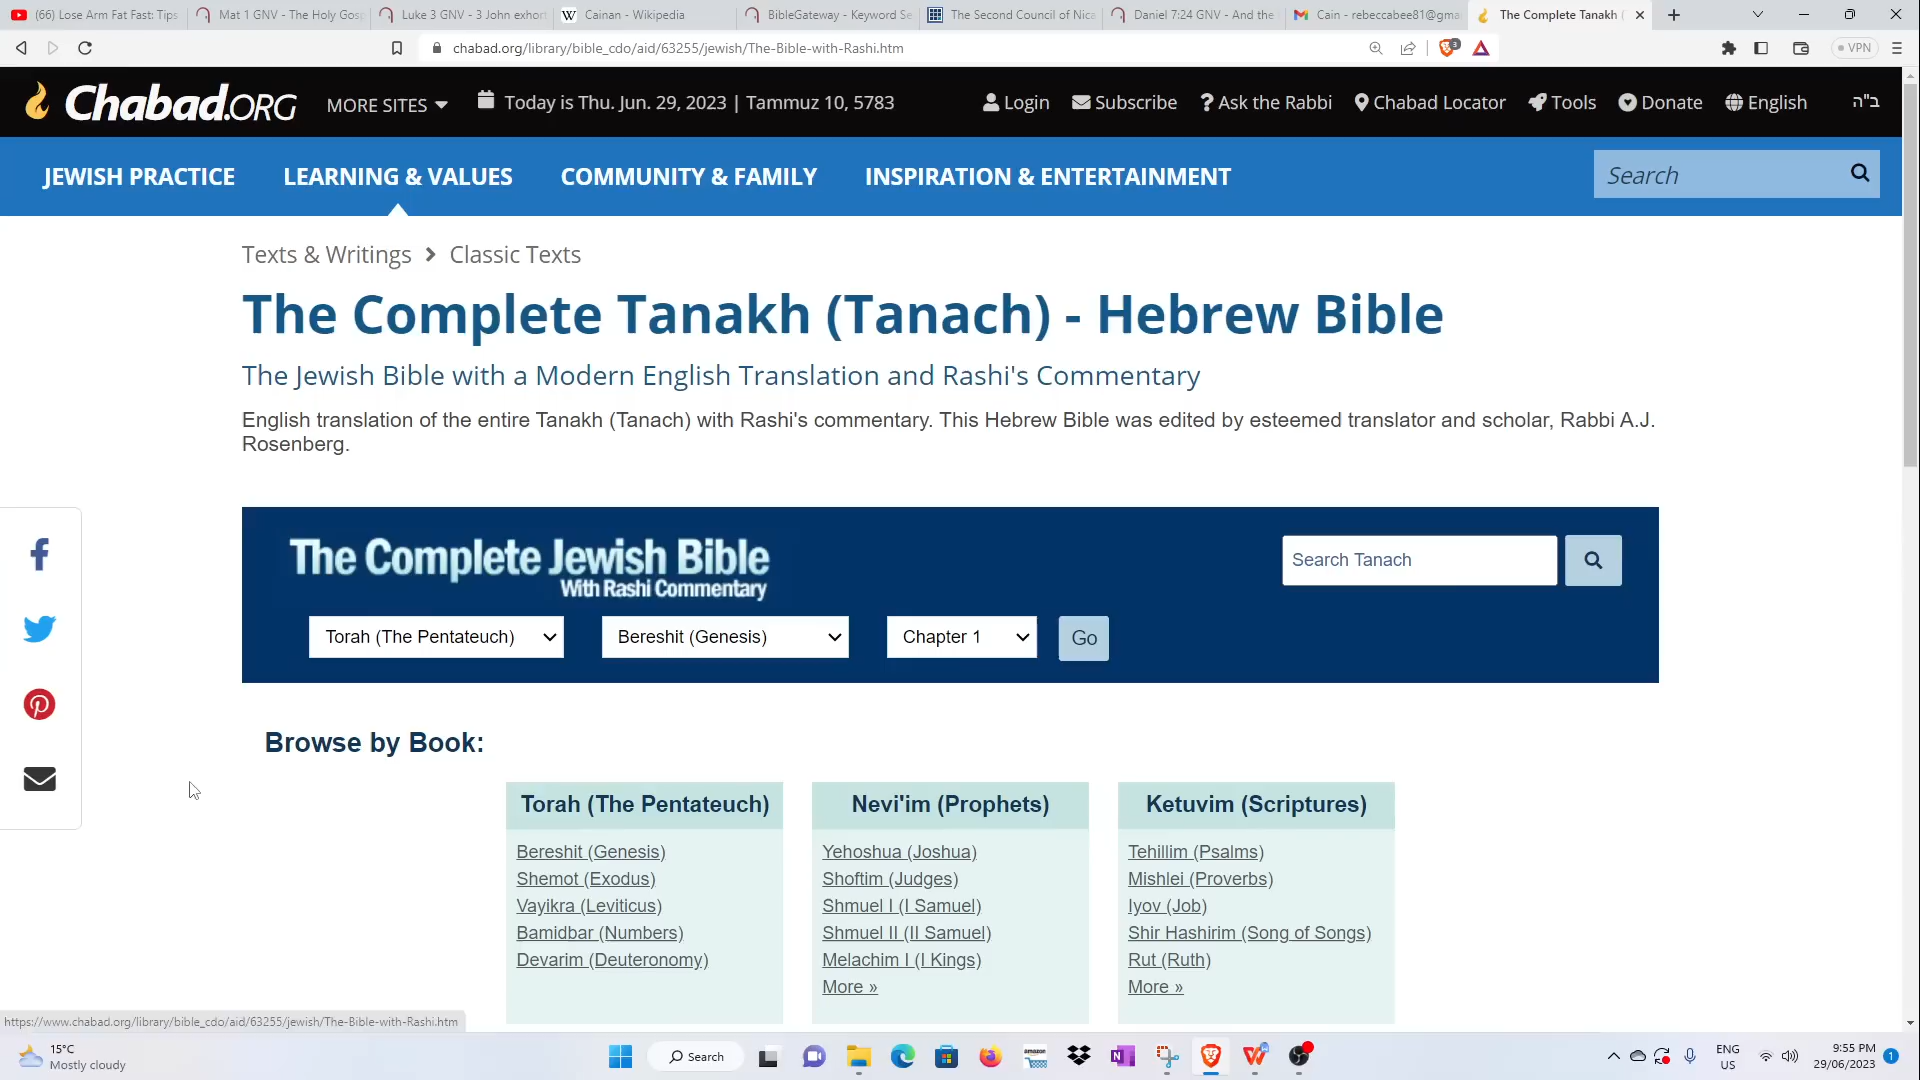 (66) Lose Arm Fat Fast: Tips
Mat 1 GNV - The Holy Gosp
Luke 3 GNV - 3 John exhort
Cainan - Wikipedia
BibleGateway - Keyword Se
The Second Council of Nica
Daniel 7:24 GNV - And the
Cain - rebeccabee81@gma
The Complete Tanakh (
chabad.org/library/bible_cdo/aid/63255/jewish/The-Bible-with-Rashi.htm
3
VPN
Chabad.ORG
MORE SITES
Today is Thu. Jun. 29, 2023 | Tammuz 10, 5783
Login
Subscribe
Ask the Rabbi
Chabad Locator
Tools
Donate
English
ב"ה
JEWISH PRACTICE
LEARNING & VALUES
COMMUNITY & FAMILY
INSPIRATION & ENTERTAINMENT
Search
Texts & Writings > Classic Texts
The Complete Tanakh (Tanach) - Hebrew Bible
The Jewish Bible with a Modern English Translation and Rashi's Commentary
English translation of the entire Tanakh (Tanach) with Rashi's commentary. This Hebrew Bible was edited by esteemed translator and scholar, Rabbi A.J.
Rosenberg.
The Complete Jewish Bible
With Rashi Commentary
Search Tanach
Torah (The Pentateuch)
Bereshit (Genesis)
Chapter 1
Go
Browse by Book:
Torah (The Pentateuch)
Bereshit (Genesis)
Shemot (Exodus)
Vayikra (Leviticus)
Bamidbar (Numbers)
Devarim (Deuteronomy)
Nevi'im (Prophets)
Yehoshua (Joshua)
Shoftim (Judges)
Shmuel I (I Samuel)
Shmuel II (II Samuel)
Melachim I (I Kings)
More »
Ketuvim (Scriptures)
Tehillim (Psalms)
Mishlei (Proverbs)
Iyov (Job)
Shir Hashirim (Song of Songs)
Rut (Ruth)
More »
https://www.chabad.org/library/bible_cdo/aid/63255/jewish/The-Bible-with-Rashi.htm
15°C
Mostly cloudy
Search
amazon
ENG
US
9:55 PM
29/06/2023
1